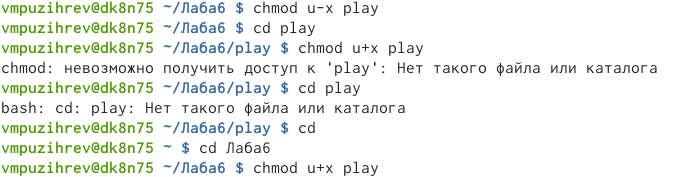 vmpuzihrev@dk8n75 ~/Лаба6 $ chmod u-x play
vmpuzihrev@dk8n75 ~/Лаба6 $ cd play
vmpuzihrev@dk8n75 ~/Лаба6/play $ chmod u+x play
chmod: невозможно получить доступ к 'play': Нет такого файла или каталога
vmpuzihrev@dk8n75 ~/Лаба6/play $ cd play
bash: cd: play: Нет такого файла или каталога
vmpuzihrev@dk8n75 ~/Лаба6/play $ cd
vmpuzihrev@dk8n75 ~ $ cd Лаба6
vmpuzihrev@dk8n75 ~/Лаба6 $ chmod u+x play